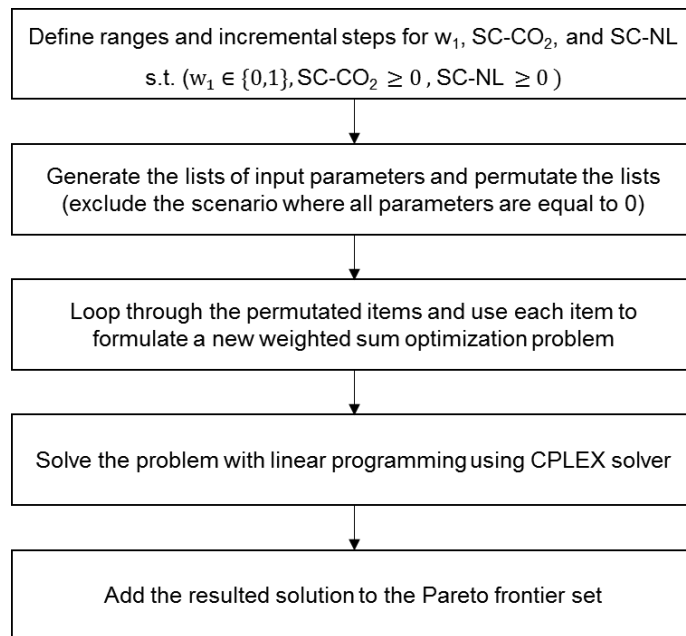 Define ranges and incremental steps for w₁, SC-CO₂, and SC-NL
s.t. (w₁ ∈ {0,1}, SC-CO₂ ≥ 0 , SC-NL ≥ 0 )
Generate the lists of input parameters and permutate the lists
(exclude the scenario where all parameters are equal to 0)
Loop through the permutated items and use each item to
formulate a new weighted sum optimization problem
Solve the problem with linear programming using CPLEX solver
Add the resulted solution to the Pareto frontier set